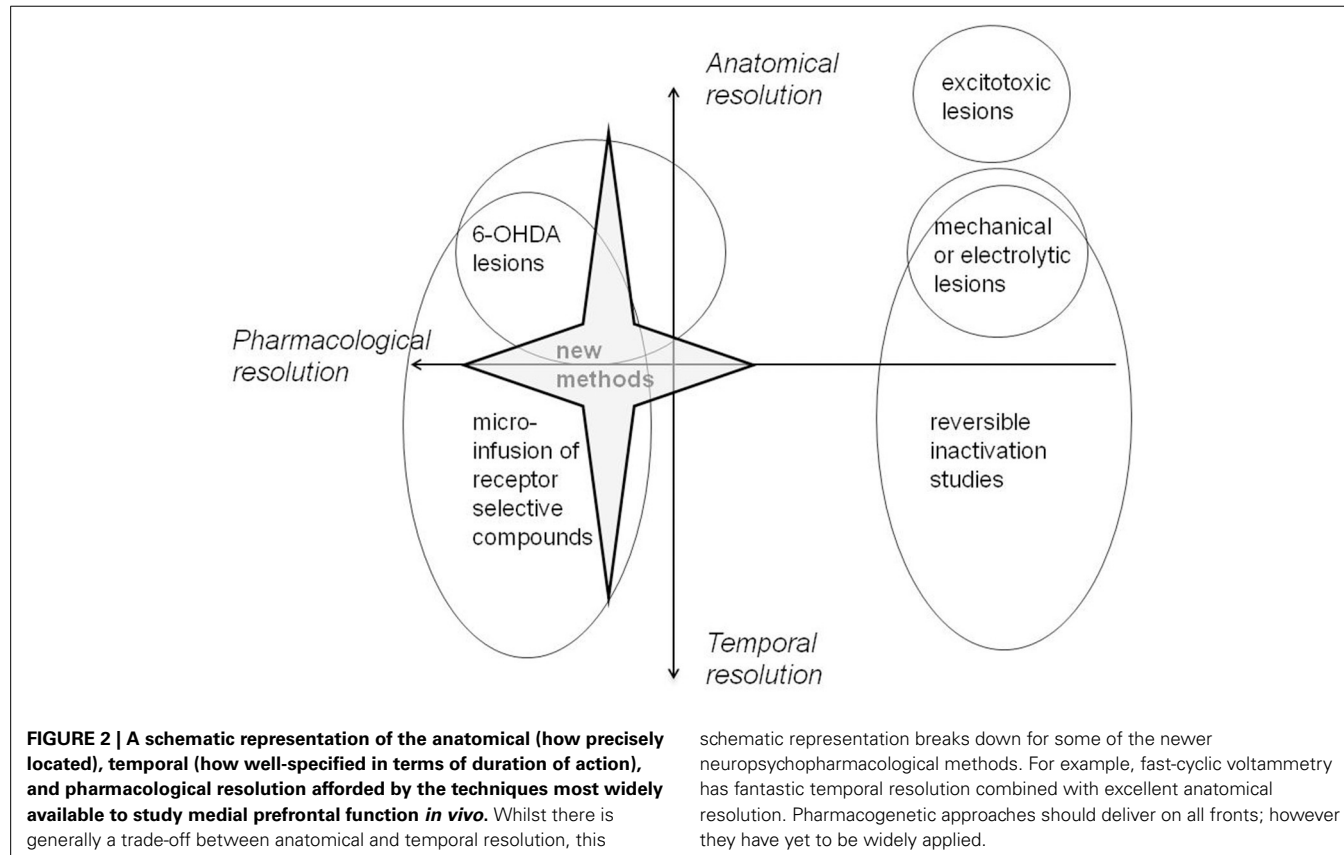 Anatomical
resolution
excitotoxic
lesions
6-OHDA
lesions
mechanical
or electrolytic
lesions
Pharmacological
resolution
new
methods
micro-
infusion of
receptor
selective
compounds
reversible
inactivation
studies
Temporal
resolution
FIGURE 2 | A schematic representation of the anatomical (how precisely
located), temporal (how well-specified in terms of duration of action),
and pharmacological resolution afforded by the techniques most widely
available to study medial prefrontal function in vivo. Whilst there is
generally a trade-off between anatomical and temporal resolution, this
schematic representation breaks down for some of the newer
neuropsychopharmacological methods. For example, fast-cyclic voltammetry
has fantastic temporal resolution combined with excellent anatomical
resolution. Pharmacogenetic approaches should deliver on all fronts; however
they have yet to be widely applied.